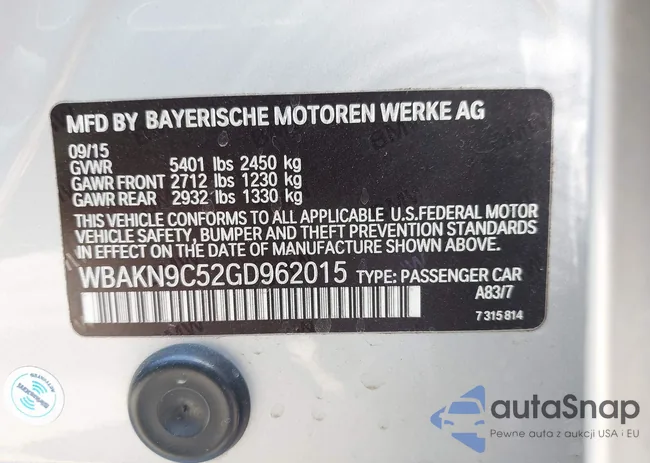 MFD BY BAYERISCHE MOTOREN WERKE AG
09/15
GVWR 5401 lbs 2450 kg
GAWR FRONT 2712 lbs 1230 kg
GAWR REAR 2932 lbs 1330 kg
THIS VEHICLE CONFORMS TO ALL APPLICABLE U.S.FEDERAL MOTOR
VEHICLE SAFETY, BUMPER AND THEFT PREVENTION STANDARDS
IN EFFECT ON THE DATE OF MANUFACTURE SHOWN ABOVE.
WBAKN9C52GD962015 TYPE: PASSENGER CAR
A83/7
7 315 814
autaSnap
Pewne auta z aukcji USA i EU